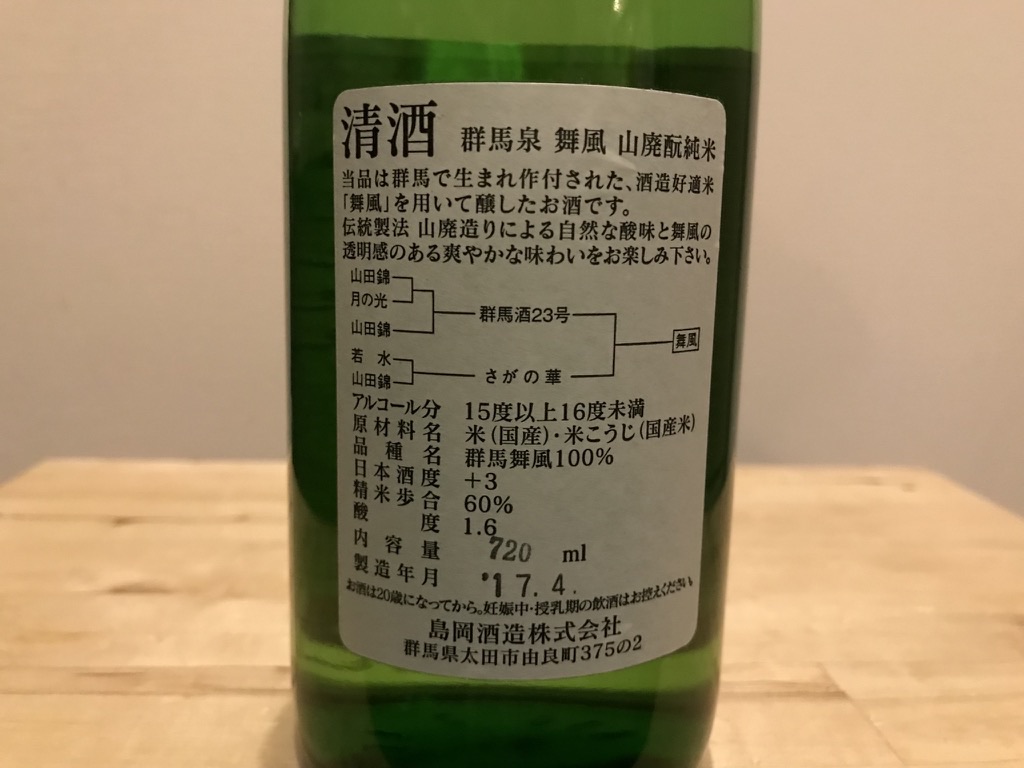 清酒 群馬泉 舞風 山廃酛純米
当品は群馬で生まれ作付された、酒造好適米
「舞風」を用いて醸したお酒です。
伝統製法 山廃造りによる自然な酸味と舞風の
透明感のある爽やかな味わいをお楽しみ下さい。
山田錦
月の光
山田錦
群馬酒23号
舞風
若水
山田錦
さがの華
アルコール分 15度以上16度未満
原材料名 米(国産)・米こうじ(国産米)
品種名 群馬舞風100%
日本酒度 +3
精米歩合 60%
酸度 1.6
内容量 720 ml
製造年月 '17.4.
お酒は20歳になってから。妊娠中・授乳期の飲酒はお控えください。
島岡酒造株式会社
群馬県太田市由良町375の2